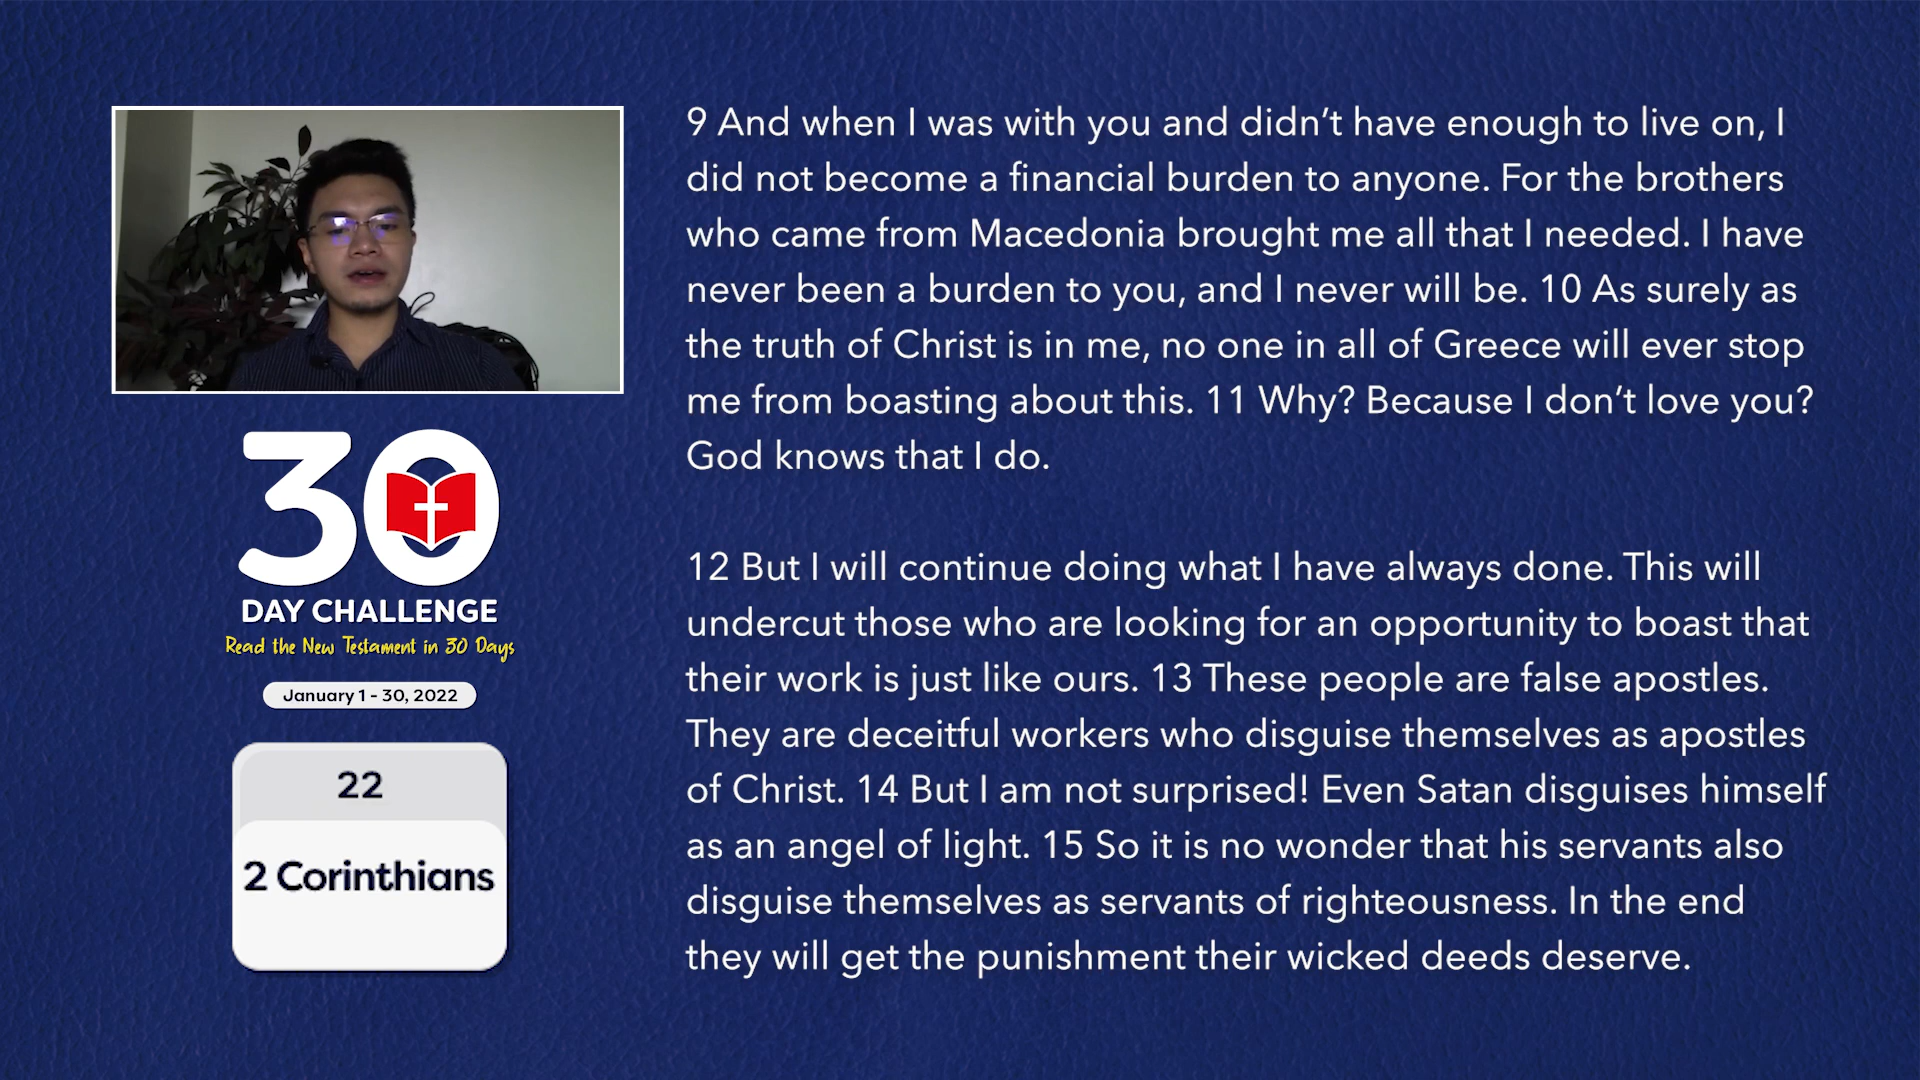 9 And when I was with you and didn’t have enough to live on, I
did not become a financial burden to anyone. For the brothers
who came from Macedonia brought me all that I needed. I have
never been a burden to you, and I never will be. 10 As surely as
the truth of Christ is in me, no one in all of Greece will ever stop
me from boasting about this. 11 Why? Because I don’t love you?
God knows that I do.
12 But I will continue doing what I have always done. This will
undercut those who are looking for an opportunity to boast that
their work is just like ours. 13 These people are false apostles.
They are deceitful workers who disguise themselves as apostles
of Christ. 14 But I am not surprised! Even Satan disguises himself
as an angel of light. 15 So it is no wonder that his servants also
disguise themselves as servants of righteousness. In the end
they will get the punishment their wicked deeds deserve.
30
DAY CHALLENGE
Read the New Testament in 30 Days
January 1 - 30, 2022
22
2 Corinthians